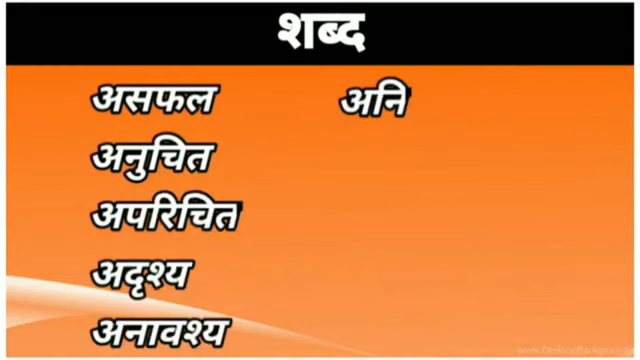 शब्द
असफल अनि
अनुचित
अपरिचित
अदृश्य
अनावश्य